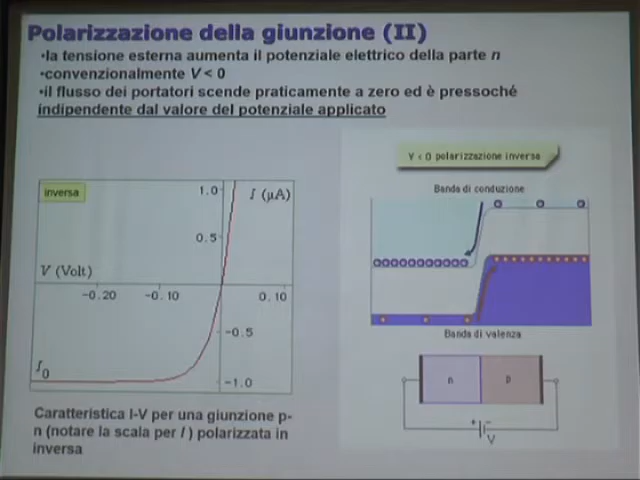 Polarizzazione della giunzione (II)
•la tensione esterna aumenta il potenziale elettrico della parte n
•convenzionalmente V < 0
•il flusso dei portatori scende praticamente a zero ed è pressoché
indipendente dal valore del potenziale applicato
V < 0 polarizzazione inversa
Banda di conduzione
inversa
1.0
I (μA)
0.5
V (Volt)
-0.20
-0.10
0.10
-0.5
I0
-1.0
Banda di valenza
n
p
+
-
V
Caratteristica I-V per una giunzione p-
n (notare la scala per I ) polarizzata in
inversa